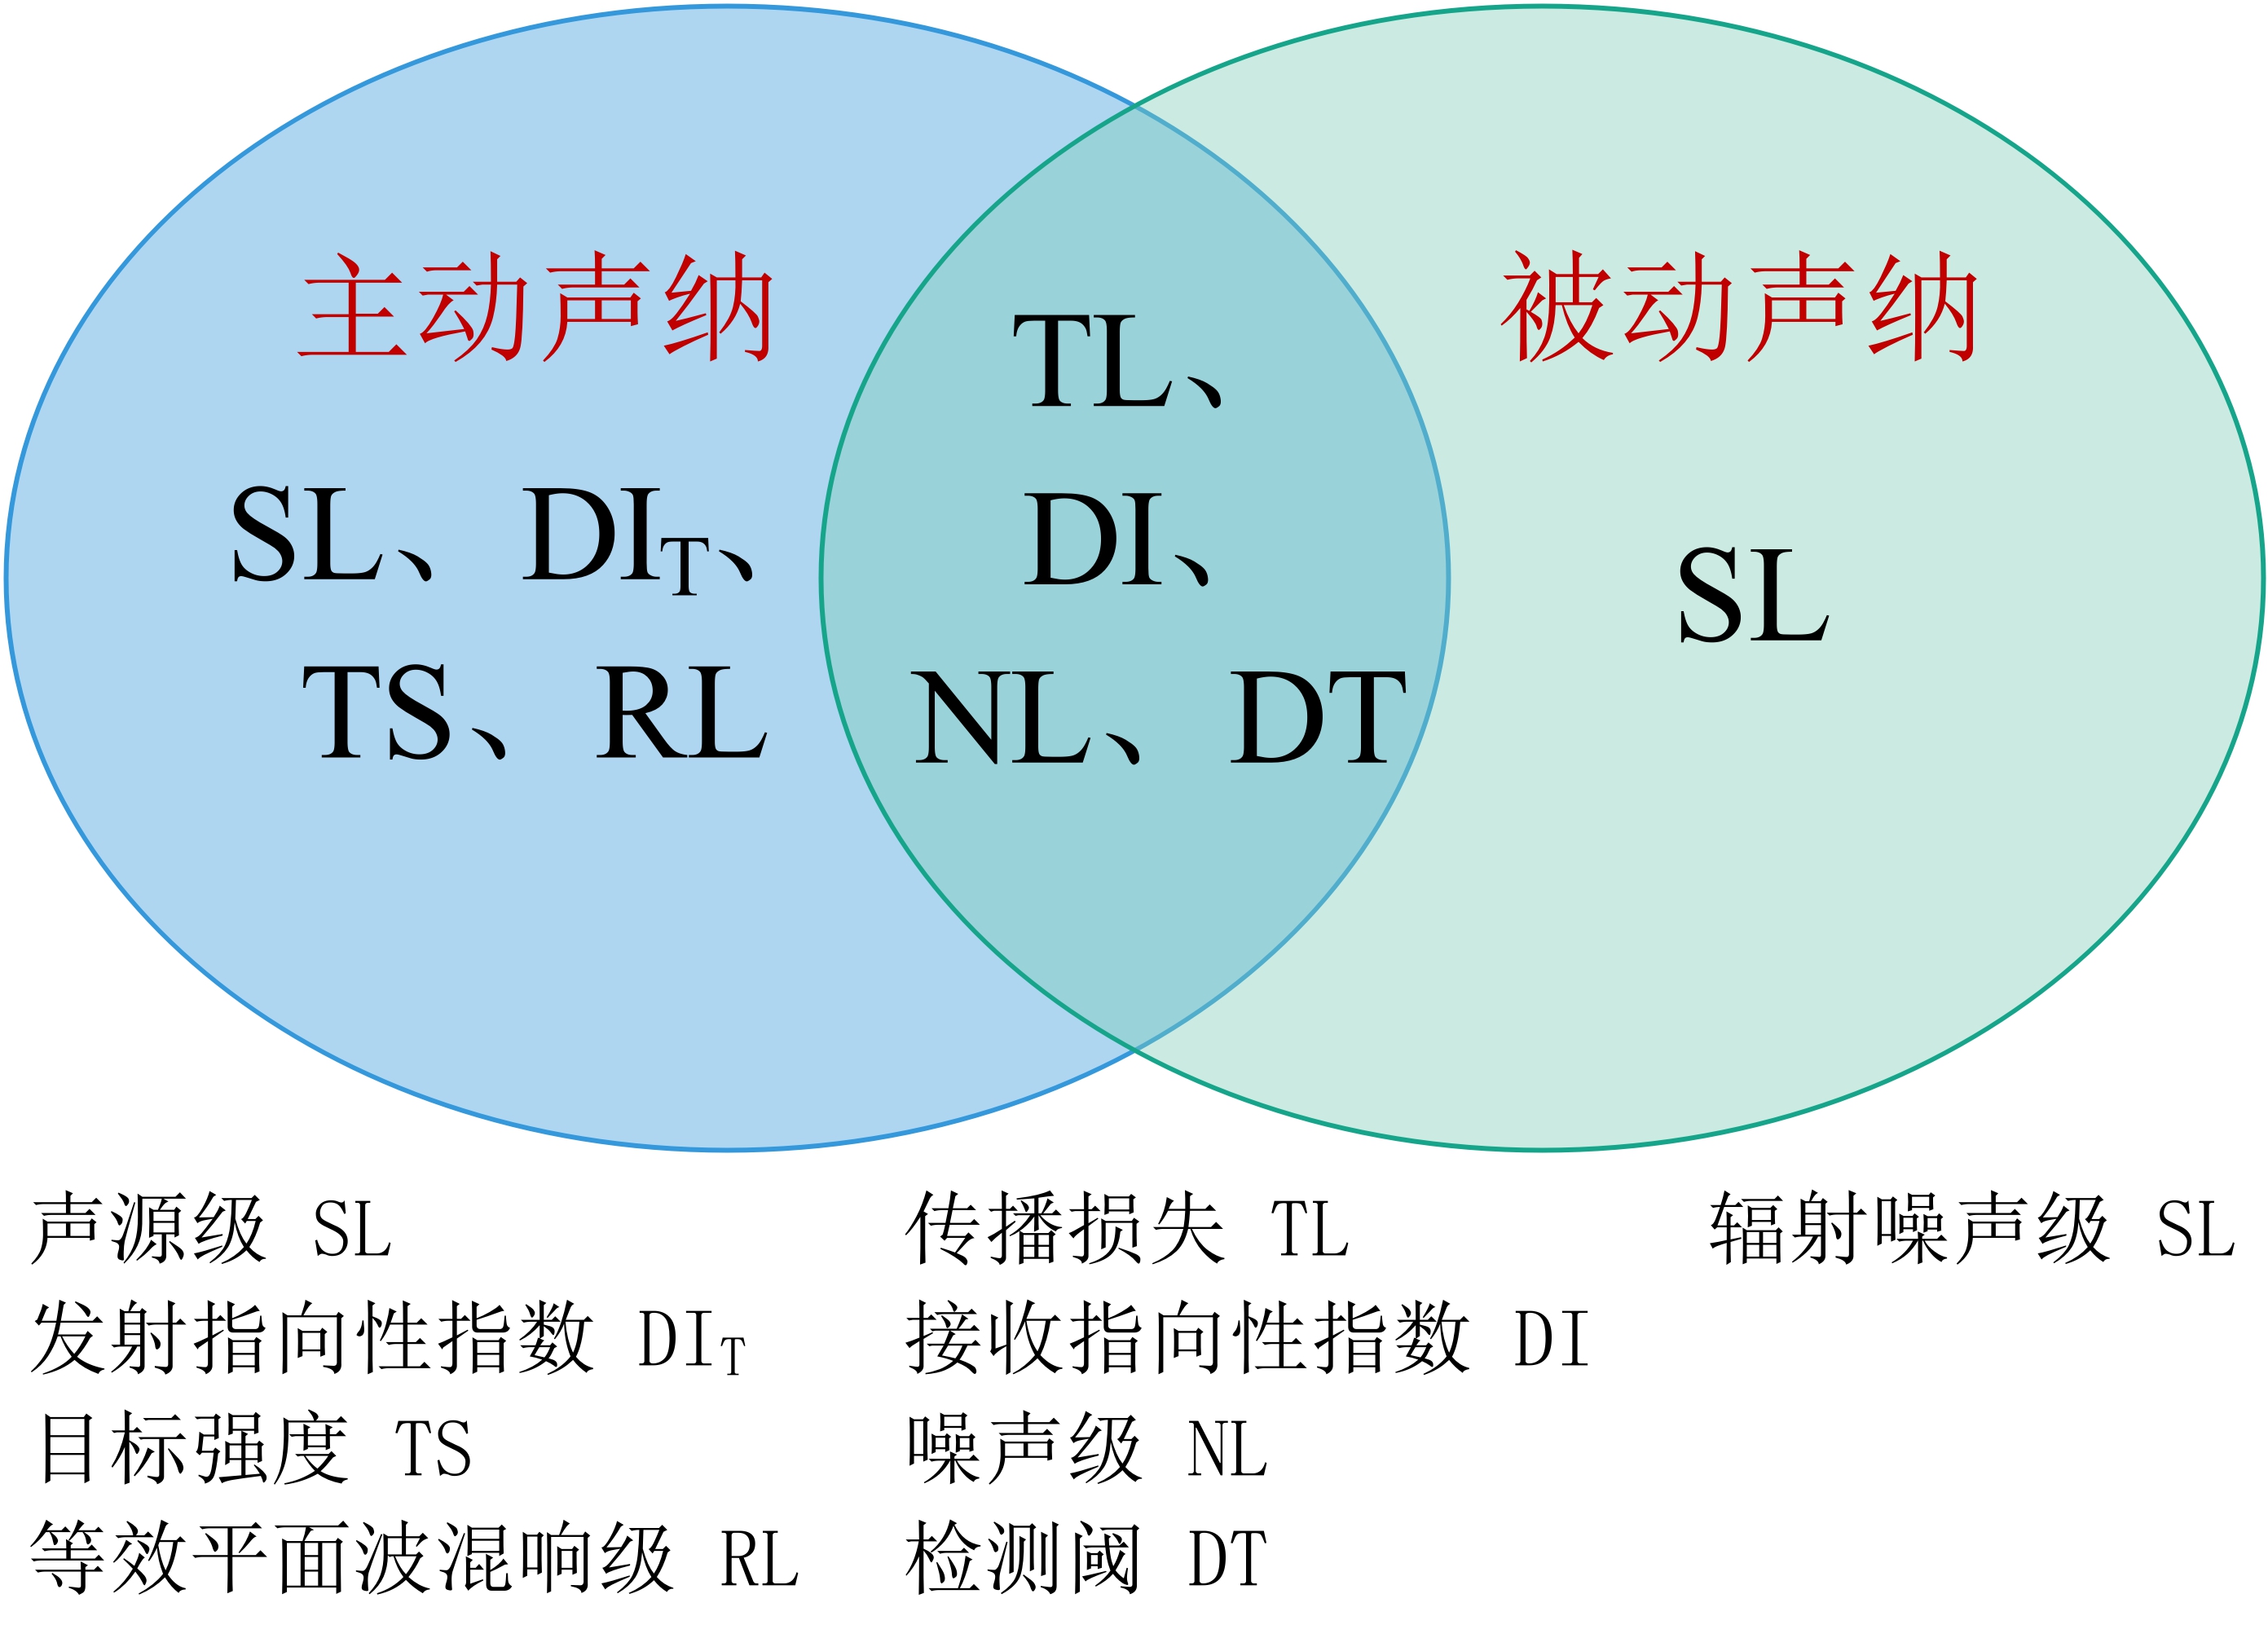 主动声纳
SL、DI_T、
TS、RL
TL、
DI、
NL、DT
被动声纳
SL
声源级 SL
发射指向性指数 DI_T
目标强度 TS
等效平面波混响级 RL
传播损失 TL
接收指向性指数 DI
噪声级 NL
检测阈 DT
辐射噪声级 SL